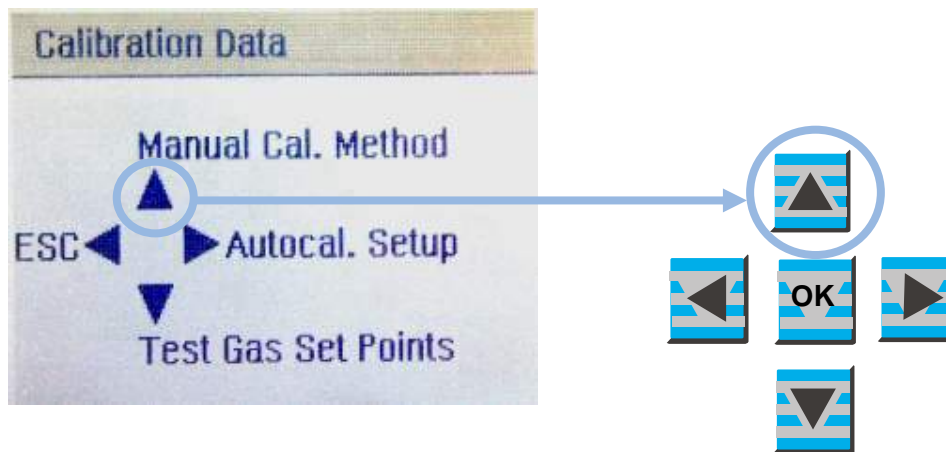 Calibration Data
Manual Cal. Method
ESC
Autocal. Setup
Test Gas Set Points
OK